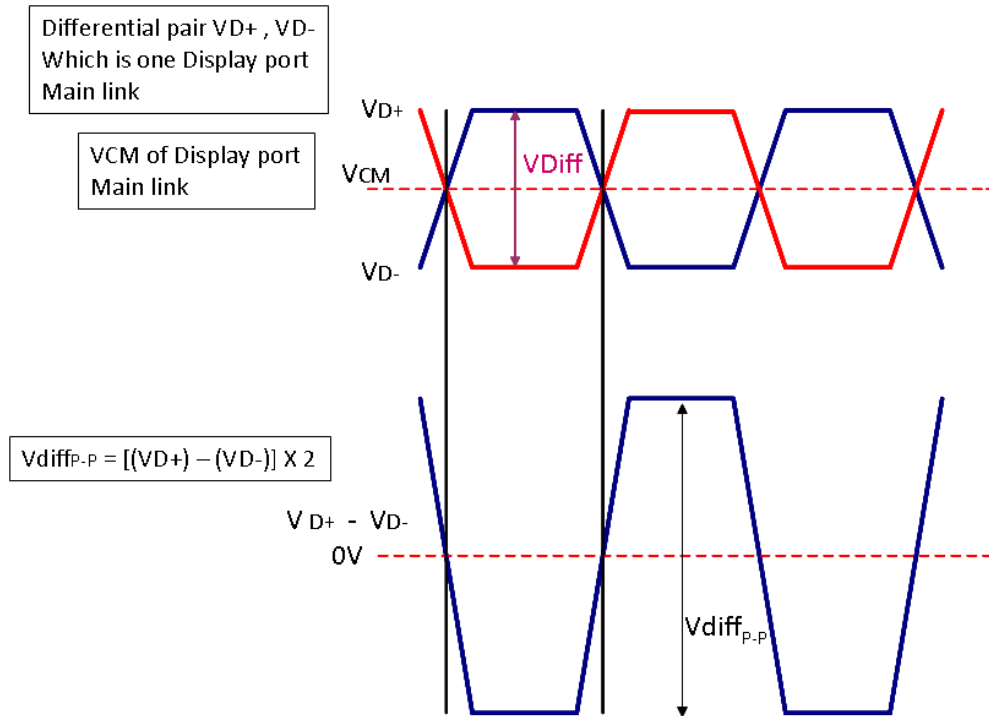 Differential pair VD+ , VD-
Which is one Display port
Main link
VD+
VCM of Display port
Main link
VDiff
VCM
VD-
VdiffP-P = [(VD+) – (VD-)] X 2
V D+ - VD-
0V
VdiffP-P